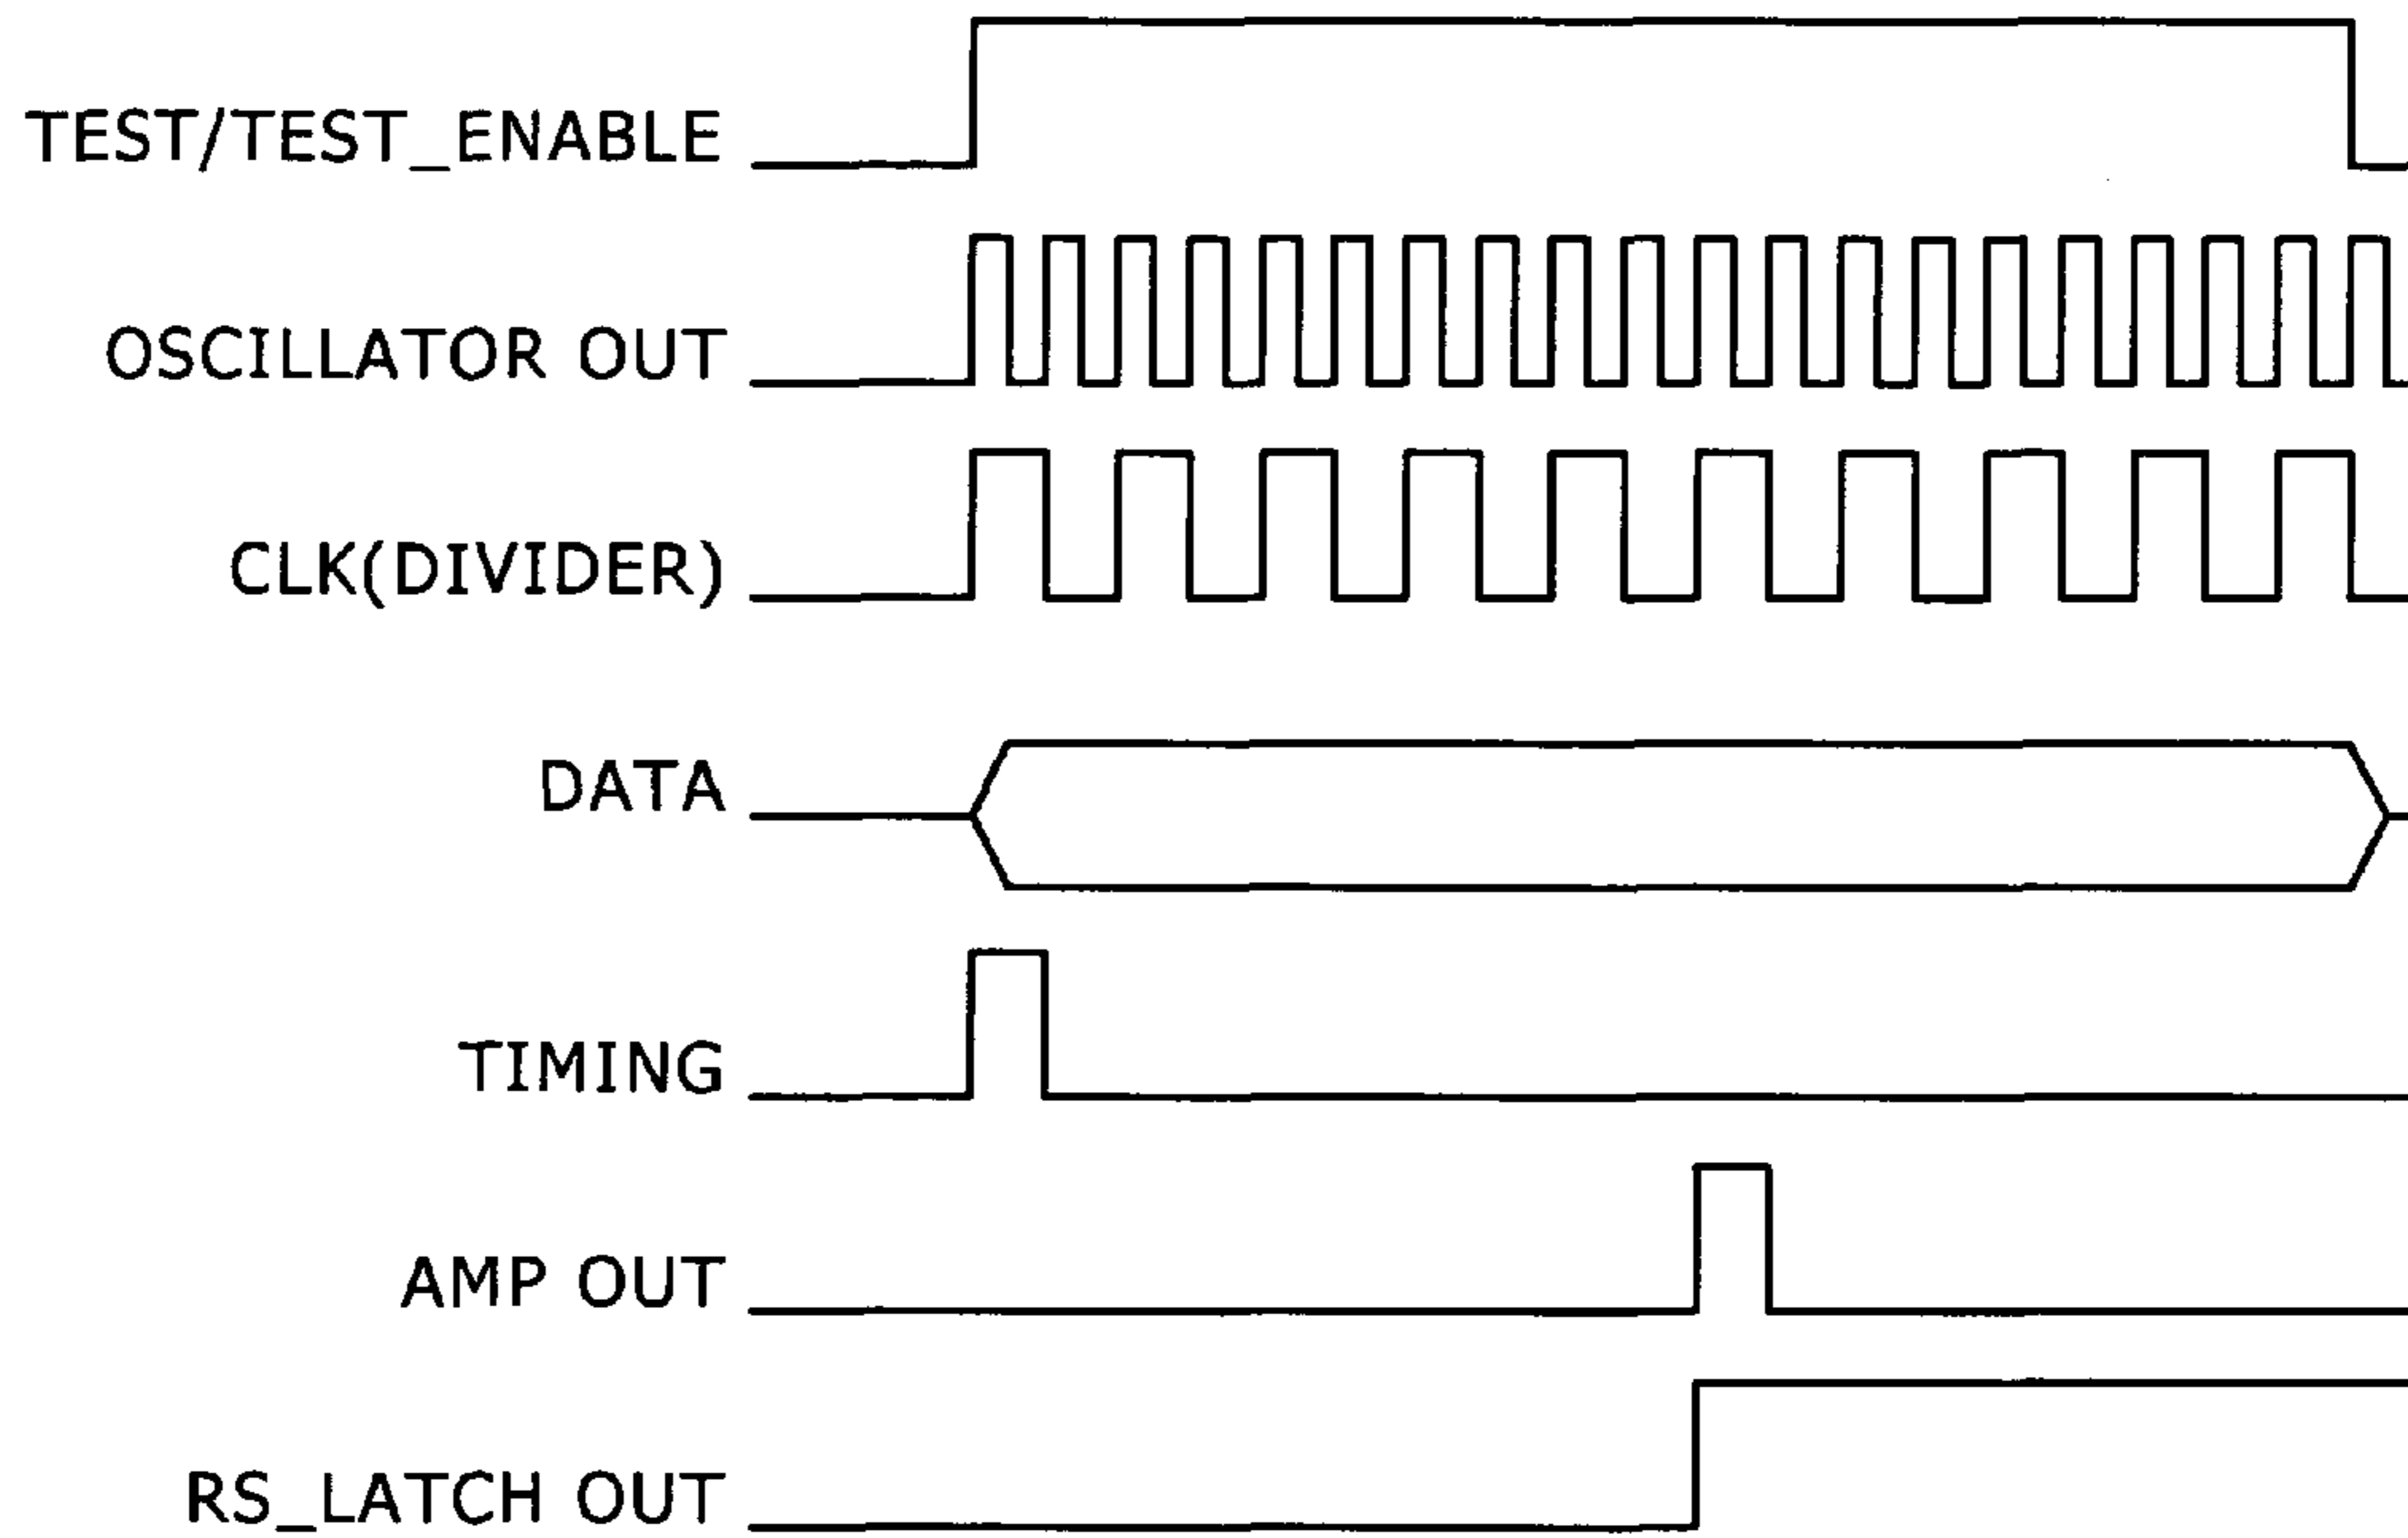 TEST/TEST_ENABLE
OSCILLATOR OUT
CLK(DIVIDER)
DATA
TIMING
AMP OUT
RS_LATCH OUT